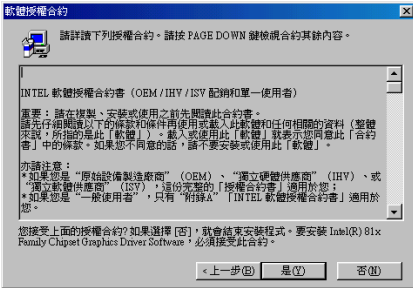 軟體授權合約
請詳讀下列授權合約。請按 PAGE DOWN 鍵檢視合約其餘內容。
INTEL 軟體授權合約書 (OEM / IHV / ISV 配銷和單一使用者)
重要：請在複製、安裝或使用之前先閱讀此合約書。
請先仔細閱讀以下的條款和條件再使用或載入此軟體和任何相關的資料 (整體
來說，所指的是此「軟體」) 。載入或使用此「軟體」就表示您同意此「合約
書」中的條款。如果您不同意的話，請不要安裝或使用此「軟體」。
亦請注意：
* 如果您是 “原始設備製造廠商” (OEM) 、“獨立硬體供應商” (IHV) 、或
“獨立軟體供應商” (ISV) ，這份完整的「授權合約書」適用於您；
* 如果您是 “一般使用者” ，只有 “附錄A” 「INTEL 軟體授權合約書」適用於
您。
您接受上面的授權合約? 如果選擇 [否]，就會結束安裝程式。要安裝 Intel(R) 81x
Family Chipset Graphics Driver Software，必須接受此合約。
< 上一步(B) 是(Y) 否(N)